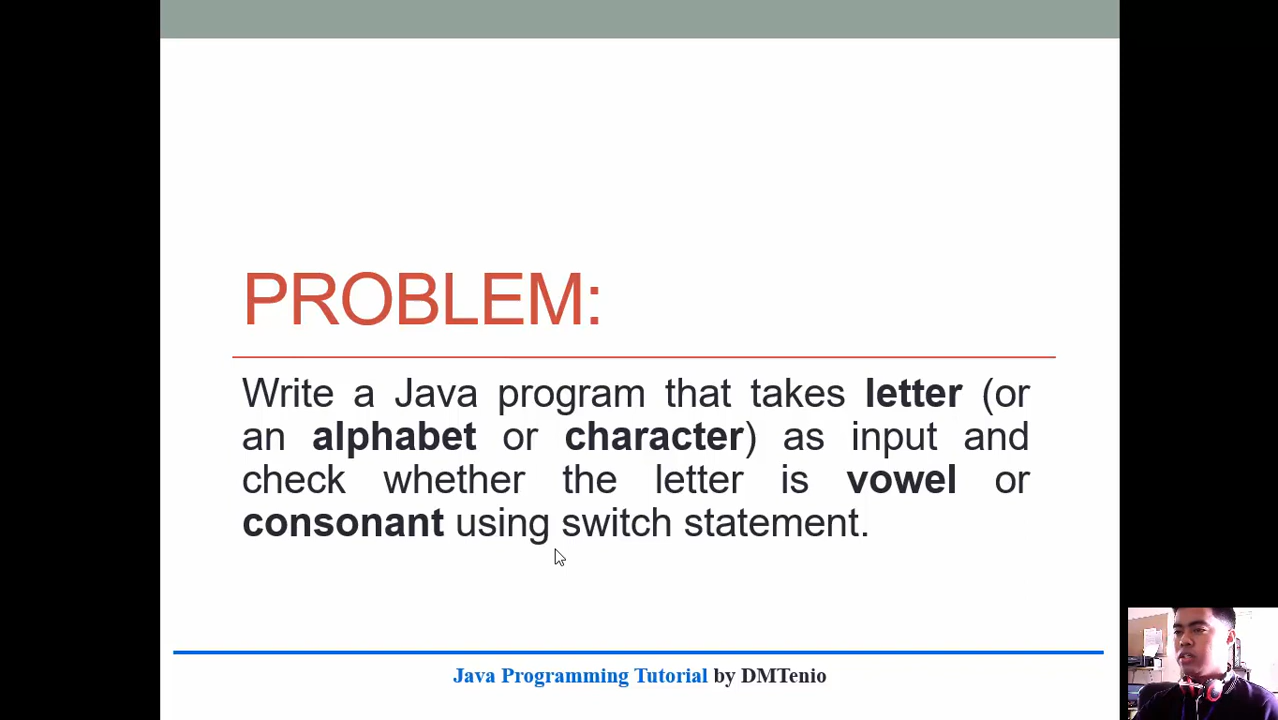 PROBLEM:
Write a Java program that takes letter (or
an alphabet or character) as input and
check whether the letter is vowel or
consonant using switch statement.
Java Programming Tutorial by DMTenio